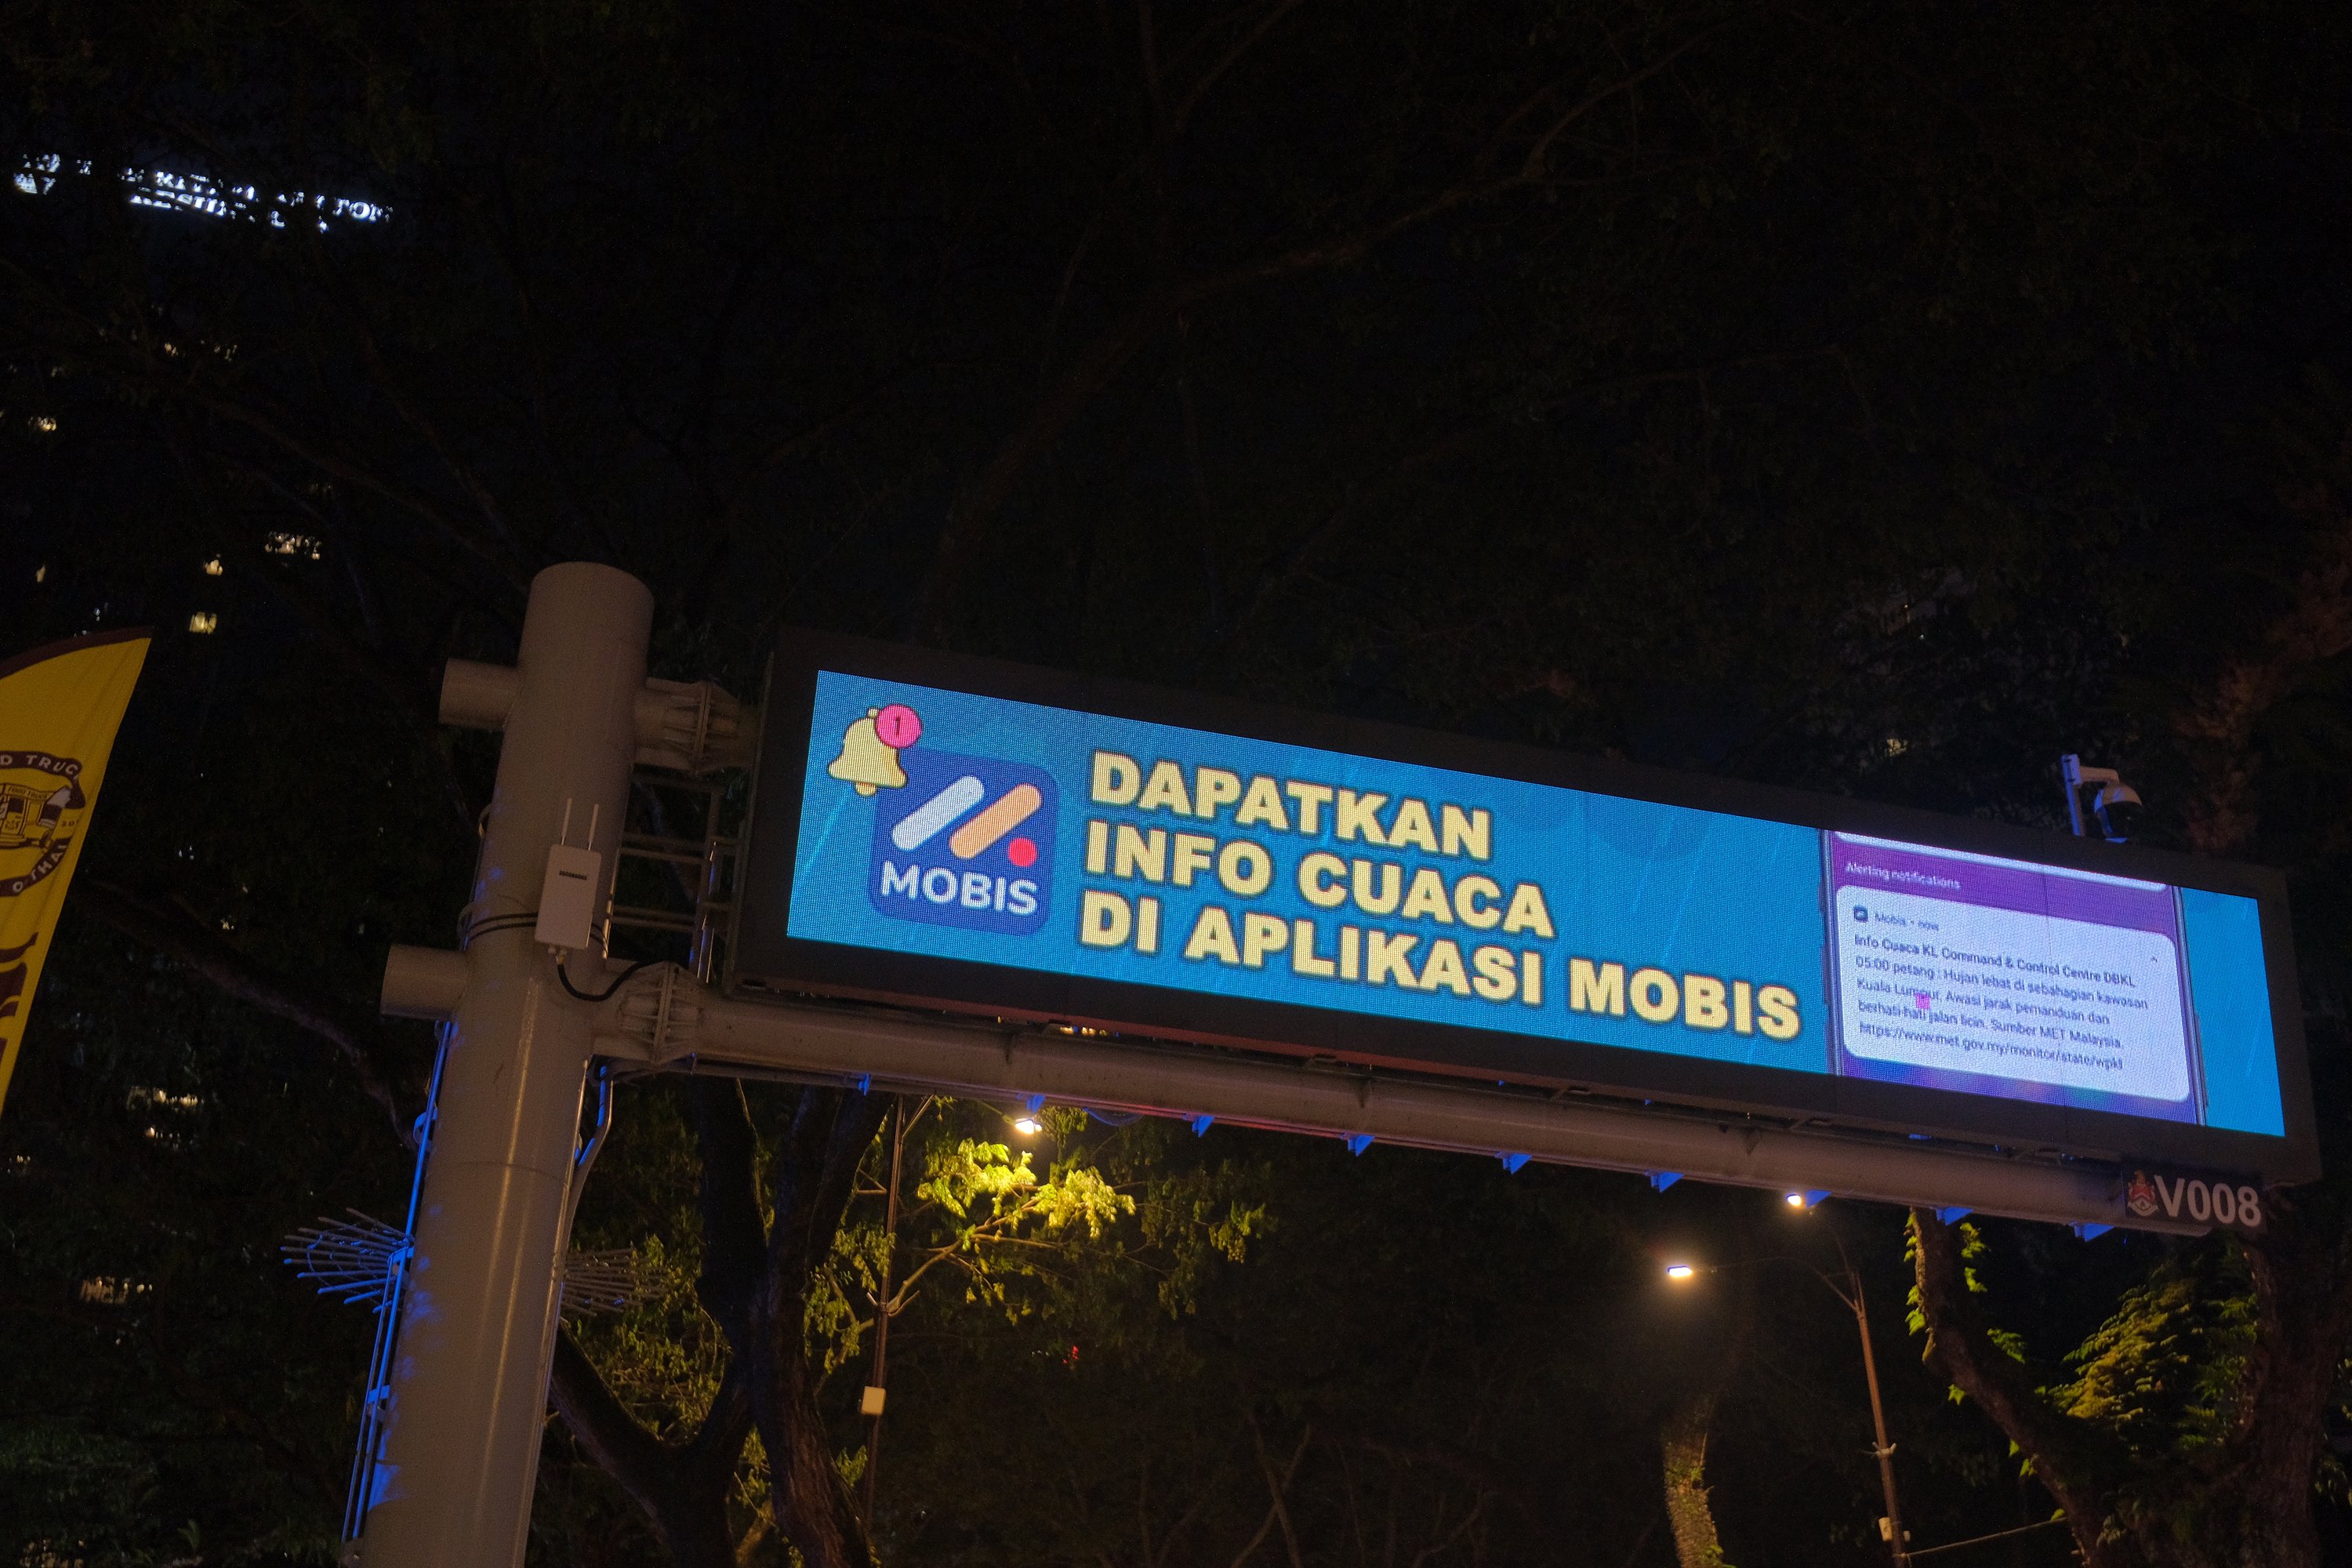 1
MOBIS
DAPATKAN
INFO CUACA
DI APLIKASI MOBIS
Alerting notifications
Mobis • now
Info Cuaca KL Command & Control Centre DBKL
05:00 petang : Hujan lebat di sebahagian kawasan
Kuala Lumpur. Awasi jarak pemanduan dan
berhati-hati jalan licin. Sumber MET Malaysia.
https://www.met.gov.my/monitor/state/wpkl
V008
D TRUC
O-THAI